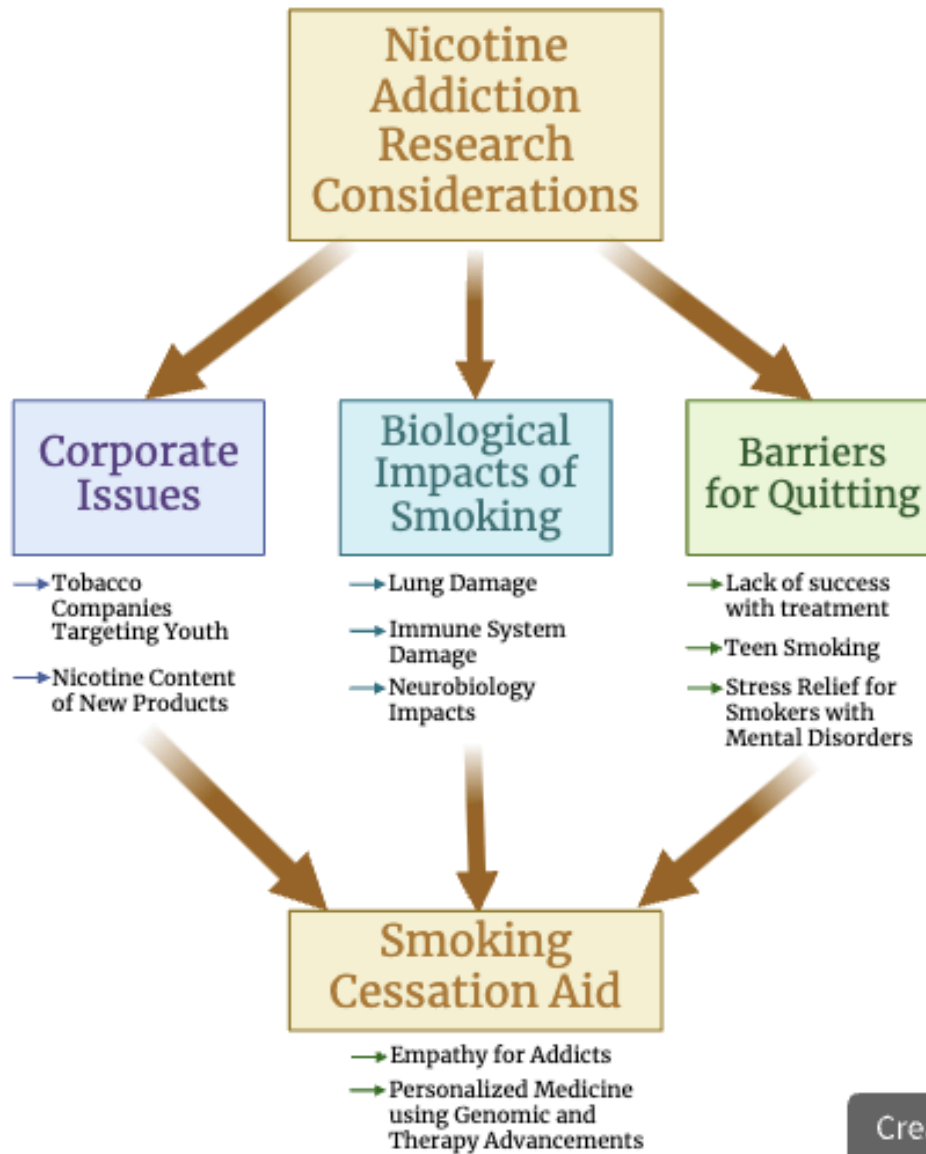 Nicotine
Addiction
Research
Considerations
Corporate
Issues
Tobacco
Companies
Targeting Youth
Nicotine Content
of New Products
Biological
Impacts of
Smoking
Lung Damage
Immune System
Damage
Neurobiology
Impacts
Barriers
for Quitting
Lack of success
with treatment
Teen Smoking
Stress Relief for
Smokers with
Mental Disorders
Smoking
Cessation Aid
Empathy for Addicts
Personalized Medicine
using Genomic and
Therapy Advancements